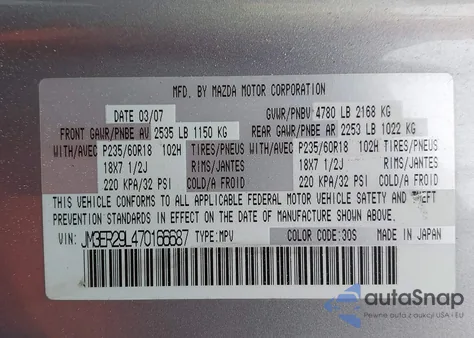 MFD. BY MAZDA MOTOR CORPORATION
DATE 03/07 GVWR/PNBV 4780 LB 2168 KG
FRONT GAWR/PNBE AV 2535 LB 1150 KG REAR GAWR/PNBE AR 2253 LB 1022 KG
WITH/AVEC P235/60R18 102H TIRES/PNEUS WITH/AVEC P235/60R18 102H TIRES/PNEUS
18X7 1/2J RIMS/JANTES 18X7 1/2J RIMS/JANTES
220 KPA/32 PSI COLD/A FROID 220 KPA/32 PSI COLD/A FROID
THIS VEHICLE CONFORMS TO ALL APPLICABLE FEDERAL MOTOR VEHICLE SAFETY AND THEFT
PREVENTION STANDARDS IN EFFECT ON THE DATE OF MANUFACTURE SHOWN ABOVE.
VIN: JM3ER29L470166687 TYPE: MPV COLOR CODE: 30S MADE IN JAPAN
autoSnap
Pewne auto z aukcji USA i EU